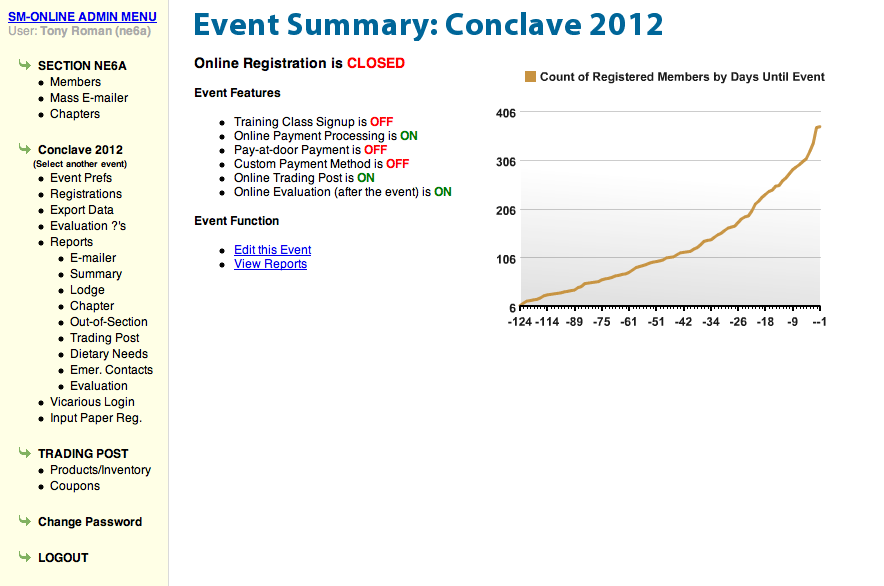 SM-ONLINE ADMIN MENU
User: Tony Roman (ne6a)
SECTION NE6A
Members
Mass E-mailer
Chapters
Conclave 2012
(Select another event)
Event Prefs
Registrations
Export Data
Evaluation ?'s
Reports
E-mailer
Summary
Lodge
Chapter
Out-of-Section
Trading Post
Dietary Needs
Emer. Contacts
Evaluation
Vicarious Login
Input Paper Reg.
TRADING POST
Products/Inventory
Coupons
Change Password
LOGOUT
Event Summary: Conclave 2012
Online Registration is CLOSED
Event Features
Training Class Signup is OFF
Online Payment Processing is ON
Pay-at-door Payment is OFF
Custom Payment Method is OFF
Online Trading Post is ON
Online Evaluation (after the event) is ON
Event Function
Edit this Event
View Reports
Count of Registered Members by Days Until Event
406
306
206
106
6
-124 -114 -89 -75 -61 -51 -42 -34 -26 -18 -9 --1